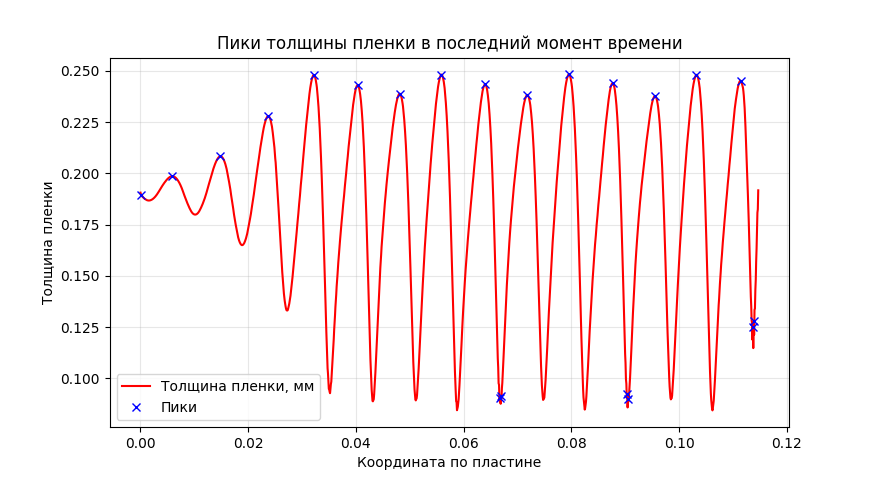 Пики толщины пленки в последний момент времени
Толщина пленки
0.250
0.225
0.200
0.175
0.150
0.125
0.100
Толщина пленки, мм
Пики
0.00 0.02 0.04 0.06 0.08 0.10 0.12
Координата по пластине